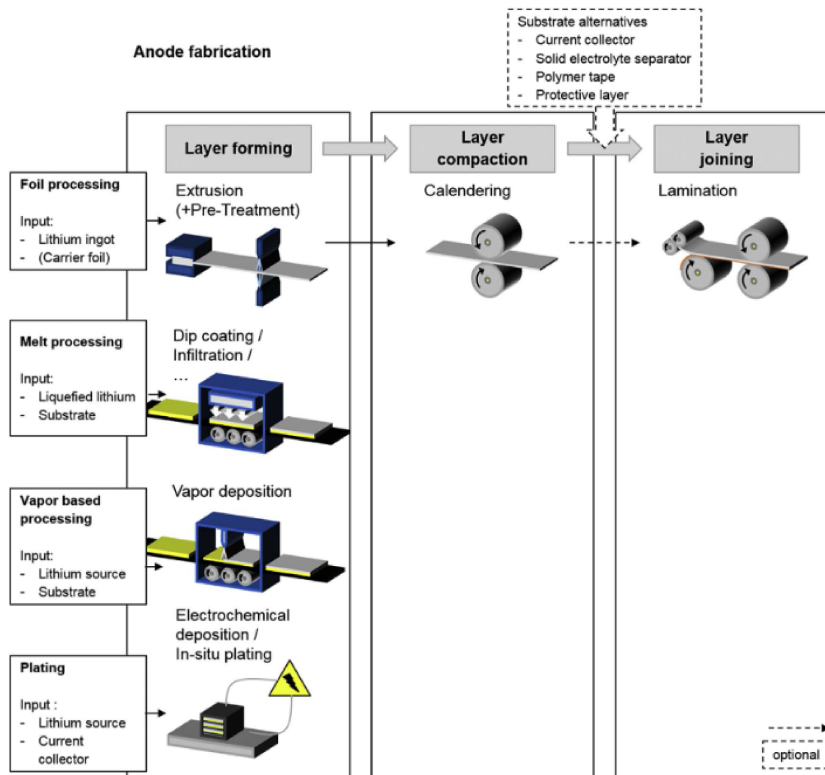 Anode fabrication
Substrate alternatives
- Current collector
- Solid electrolyte separator
- Polymer tape
- Protective layer
Layer forming
Layer
compaction
Layer
joining
Foil processing
Input:
- Lithium ingot
- (Carrier foil)
Extrusion
(+Pre-Treatment)
Calendering
Lamination
Melt processing
Input:
- Liquefied lithium
- Substrate
Dip coating /
Infiltration /
...
Vapor based
processing
Input:
- Lithium source
- Substrate
Vapor deposition
Plating
Input :
- Lithium source
- Current
collector
Electrochemical
deposition /
In-situ plating
optional